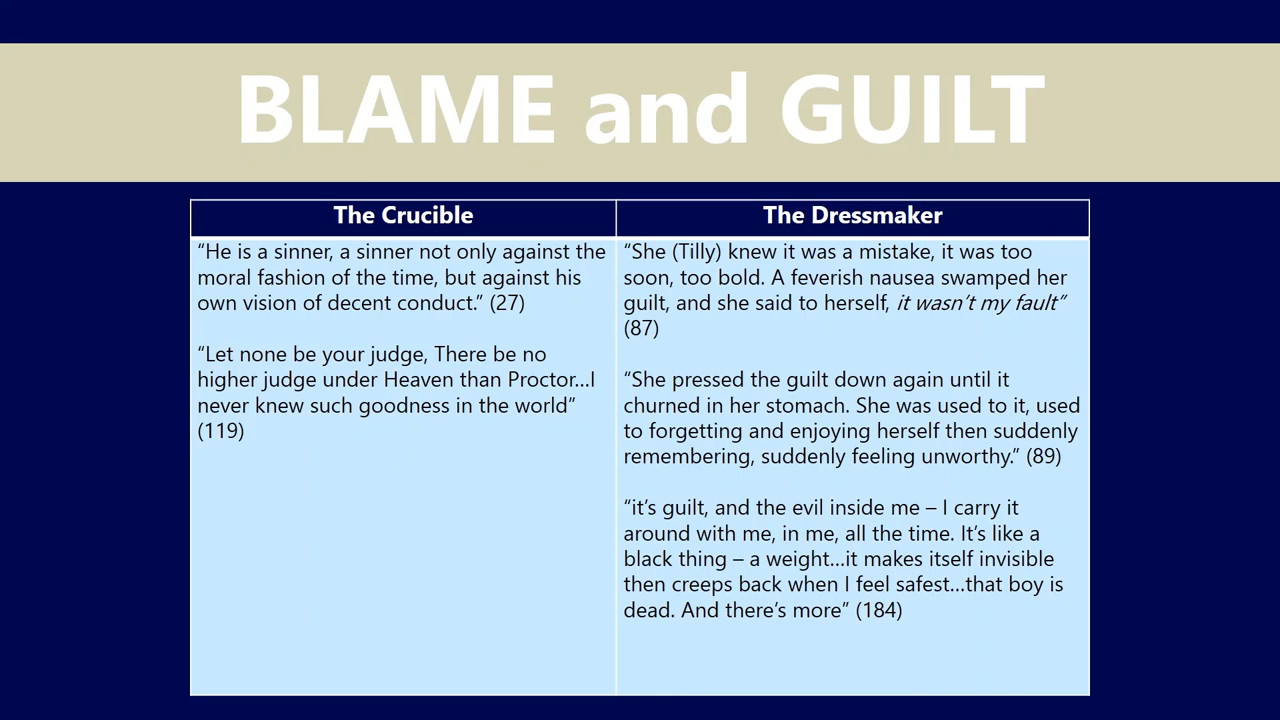 BLAME and GUILT
The Crucible
“He is a sinner, a sinner not only against the
moral fashion of the time, but against his
own vision of decent conduct.” (27)
“Let none be your judge, There be no
higher judge under Heaven than Proctor…I
never knew such goodness in the world”
(119)
The Dressmaker
“She (Tilly) knew it was a mistake, it was too
soon, too bold. A feverish nausea swamped her
guilt, and she said to herself, it wasn’t my fault”
(87)
“She pressed the guilt down again until it
churned in her stomach. She was used to it, used
to forgetting and enjoying herself then suddenly
remembering, suddenly feeling unworthy.” (89)
“it’s guilt, and the evil inside me – I carry it
around with me, in me, all the time. It’s like a
black thing – a weight…it makes itself invisible
then creeps back when I feel safest…that boy is
dead. And there’s more” (184)